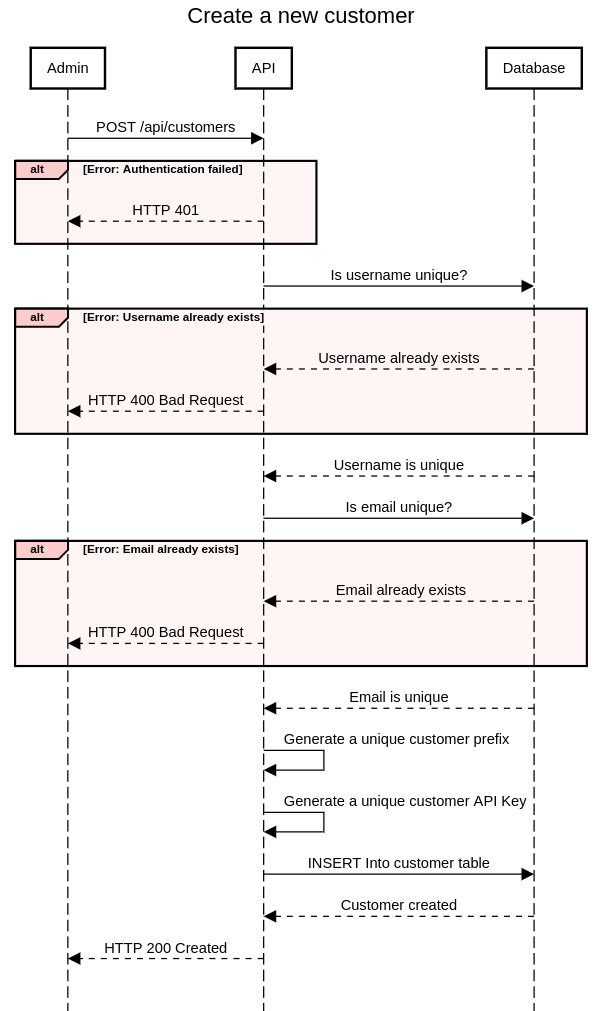 Create a new customer
Admin
API
Database
POST /api/customers
alt
[Error: Authentication failed]
HTTP 401
Is username unique?
alt
[Error: Username already exists]
Username already exists
HTTP 400 Bad Request
Username is unique
Is email unique?
alt
[Error: Email already exists]
Email already exists
HTTP 400 Bad Request
Email is unique
Generate a unique customer prefix
Generate a unique customer API Key
INSERT Into customer table
Customer created
HTTP 200 Created